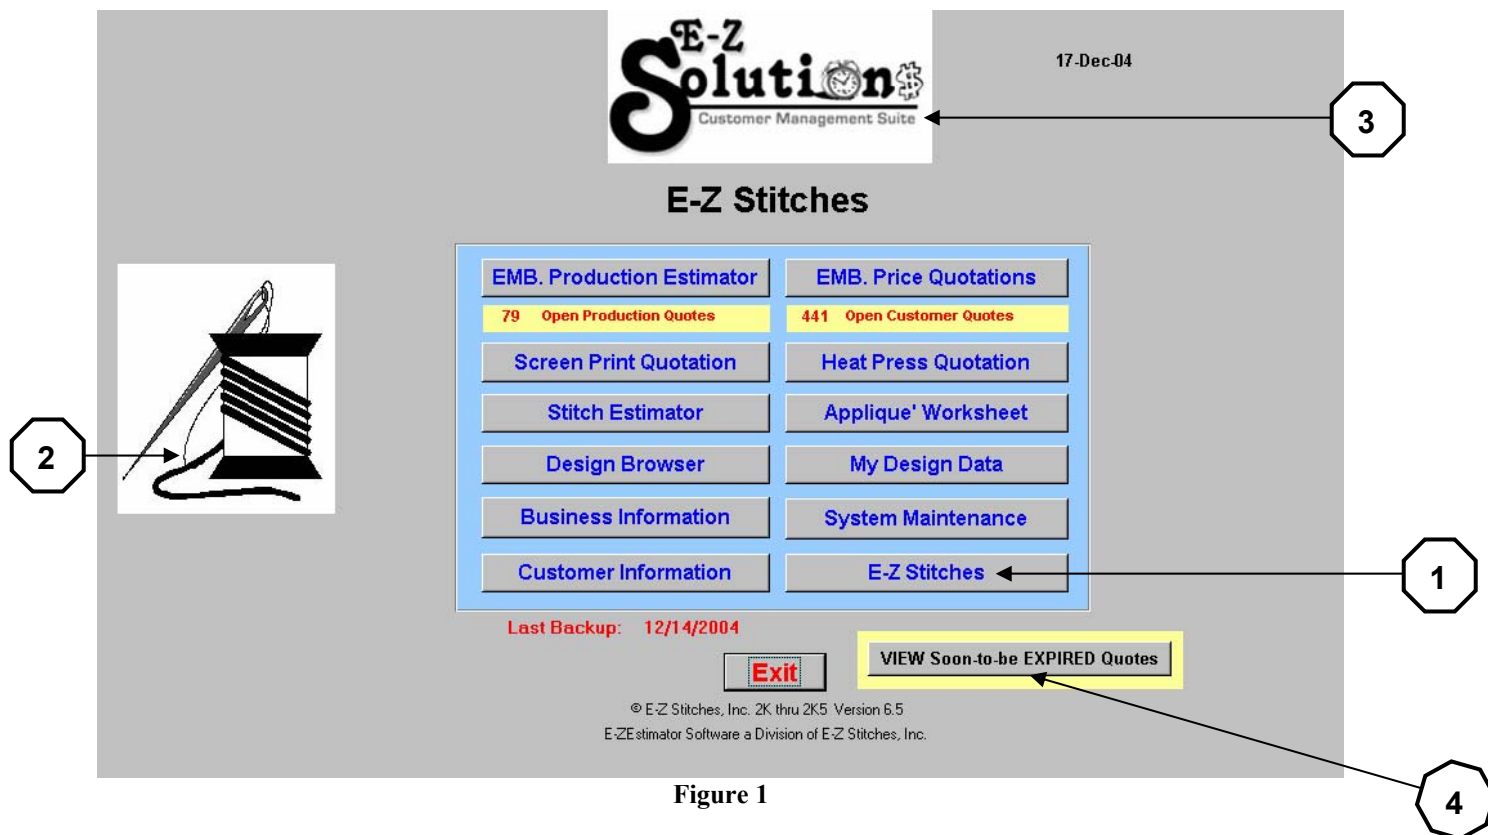 E-Z
Solution$
Customer Management Suite
17-Dec-04
3
E-Z Stitches
EMB. Production Estimator
EMB. Price Quotations
79 Open Production Quotes
441 Open Customer Quotes
Screen Print Quotation
Heat Press Quotation
Stitch Estimator
Applique' Worksheet
2
Design Browser
My Design Data
Business Information
System Maintenance
Customer Information
E-Z Stitches
1
Last Backup: 12/14/2004
Exit
VIEW Soon-to-be EXPIRED Quotes
© E-Z Stitches, Inc. 2K thru 2K5 Version 6.5
E-ZEstimator Software a Division of E-Z Stitches, Inc.
Figure 1
4